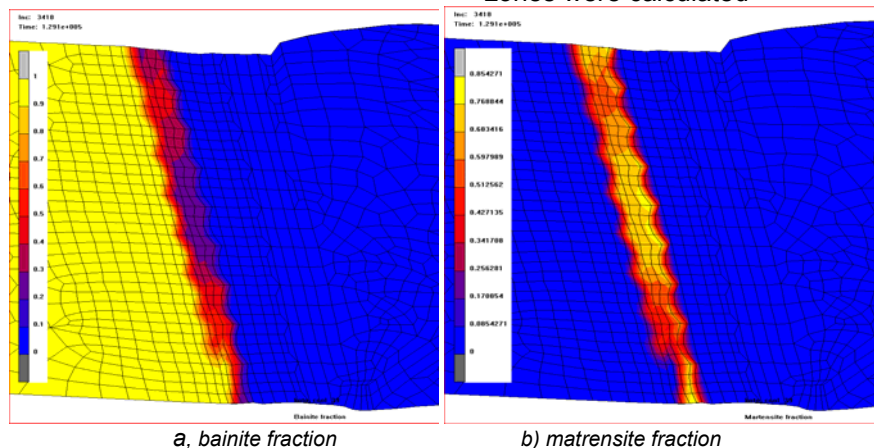 zones were calculated
Inc: 3418
Time: 1.291e+005
1
0.9
0.8
0.7
0.6
0.5
0.4
0.3
0.2
0.1
0
Bainite fraction
Inc: 3418
Time: 1.291e+005
0.854271
0.768844
0.683416
0.597989
0.512562
0.427135
0.341708
0.256281
0.170854
0.0854271
0
Martensite fraction
a, bainite fraction
b) matrensite fraction